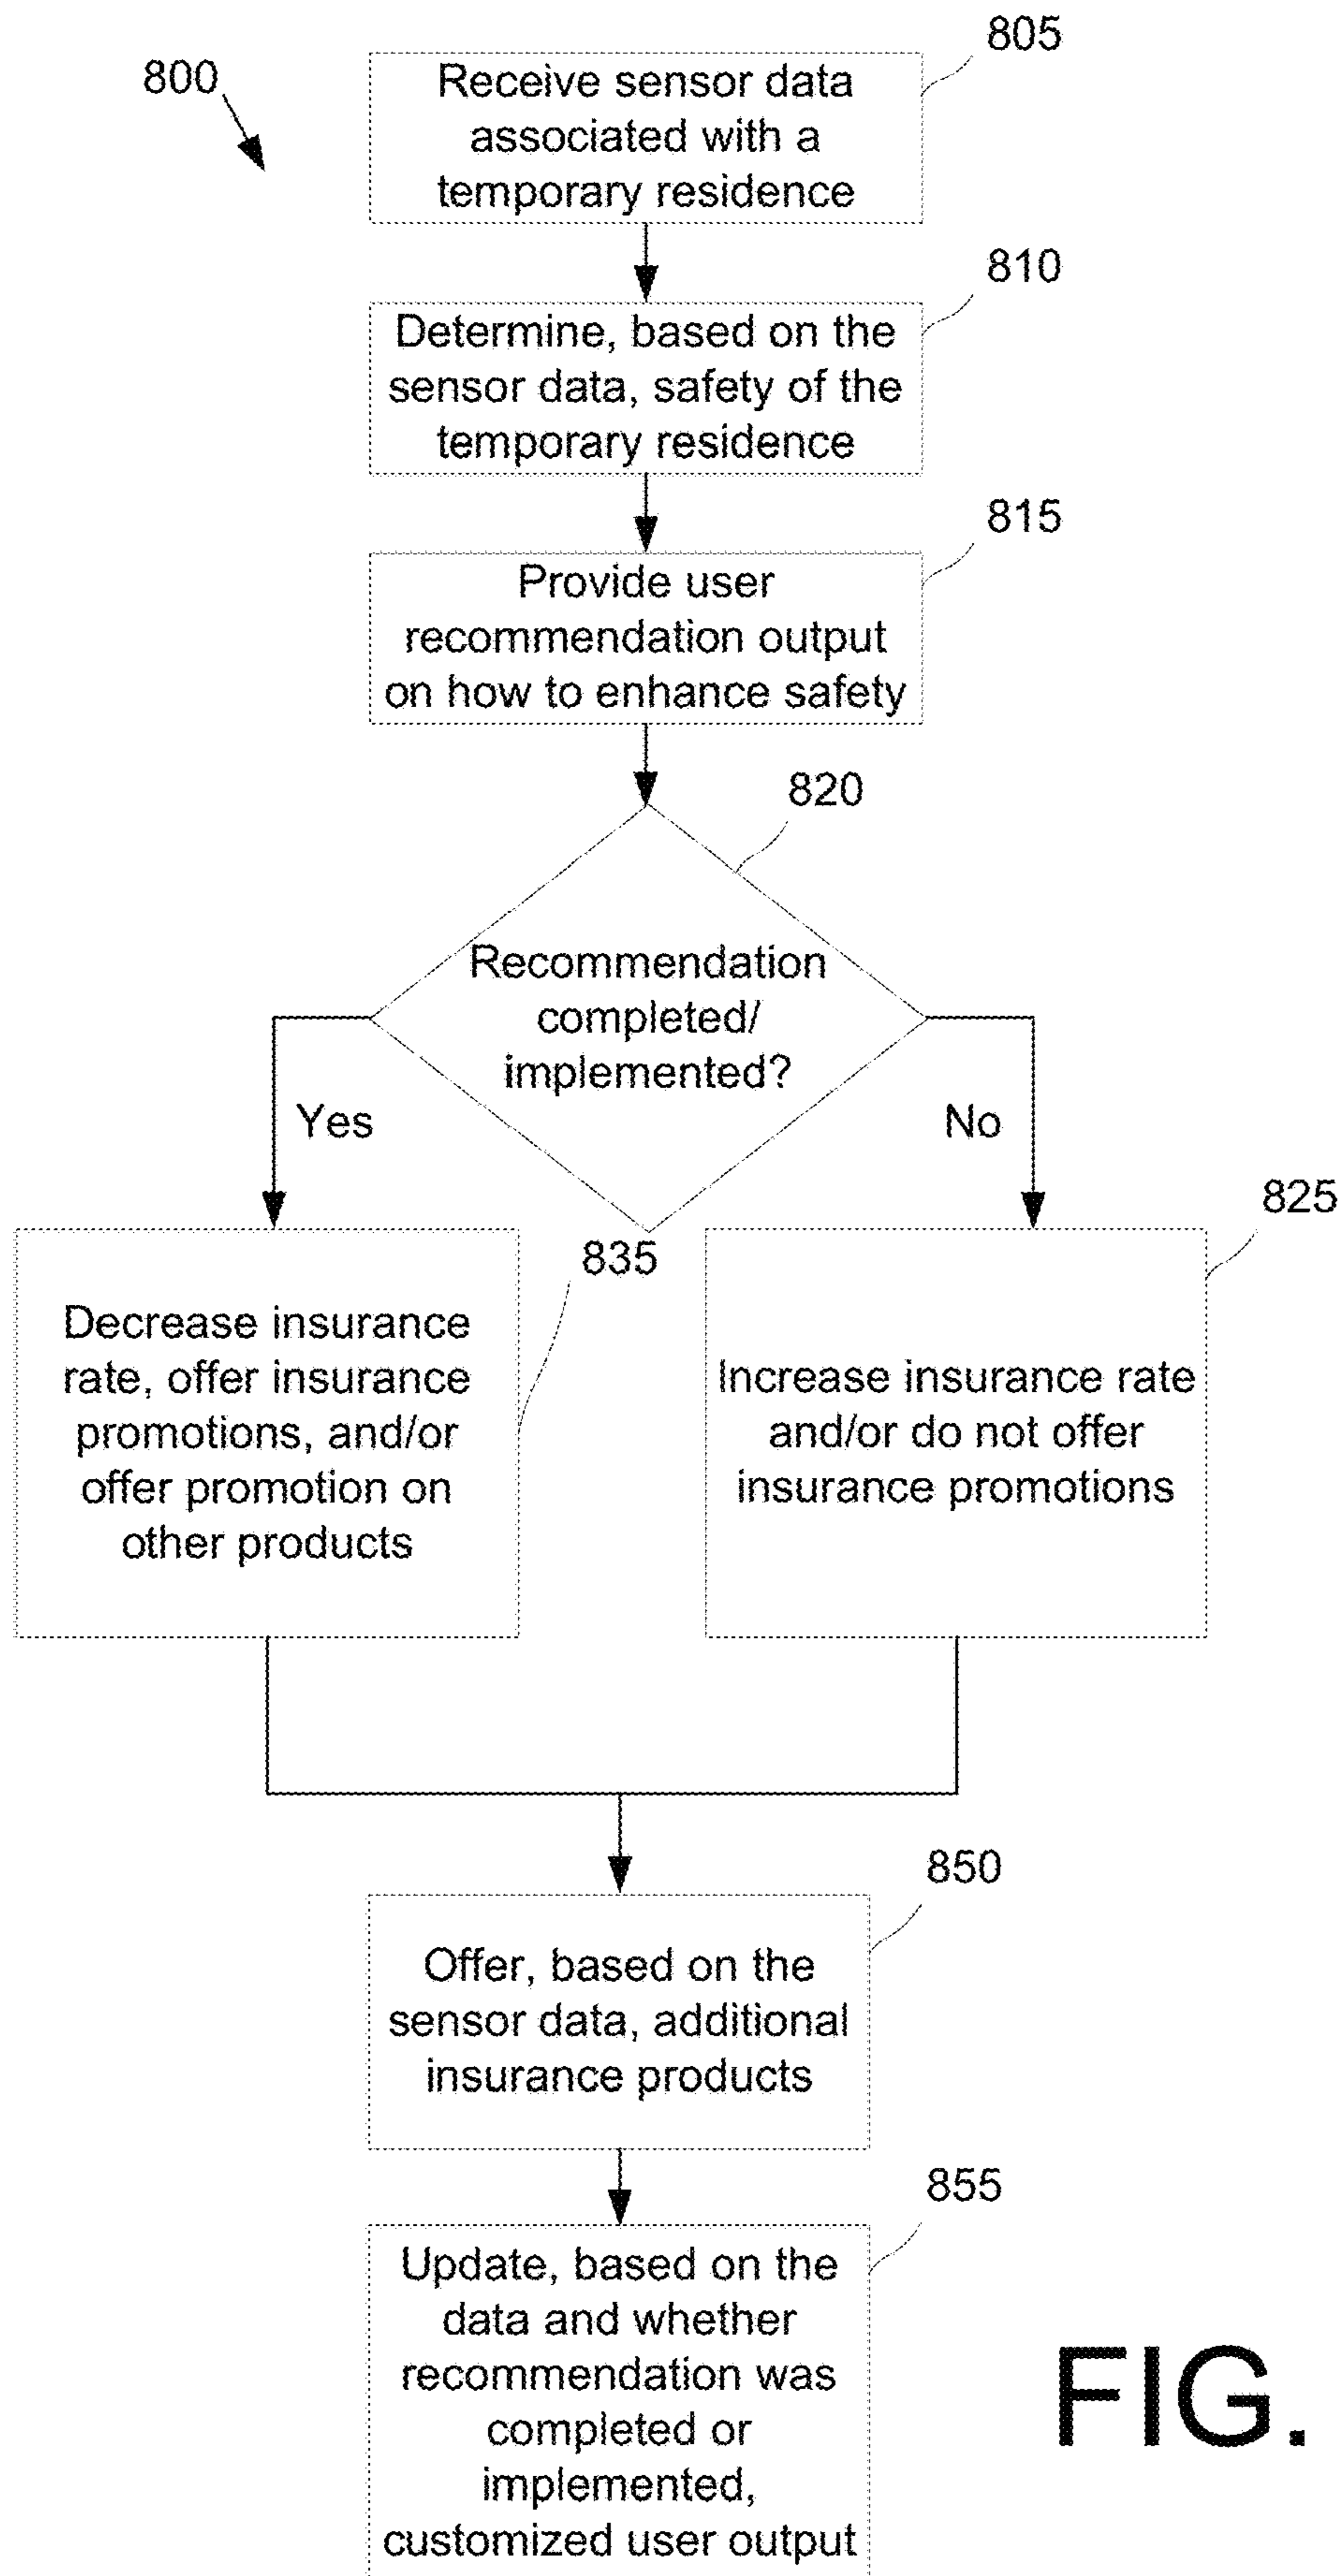 800
805
Receive sensor data
associated with a
temporary residence
810
Determine, based on the
sensor data, safety of the
temporary residence
815
Provide user
recommendation output
on how to enhance safety
820
Recommendation
completed/
implemented?
Yes
No
835
Decrease insurance
rate, offer insurance
promotions, and/or
offer promotion on
other products
825
Increase insurance rate
and/or do not offer
insurance promotions
850
Offer, based on the
sensor data, additional
insurance products
855
Update, based on the
data and whether
recommendation was
completed or
implemented,
customized user output
FIG.